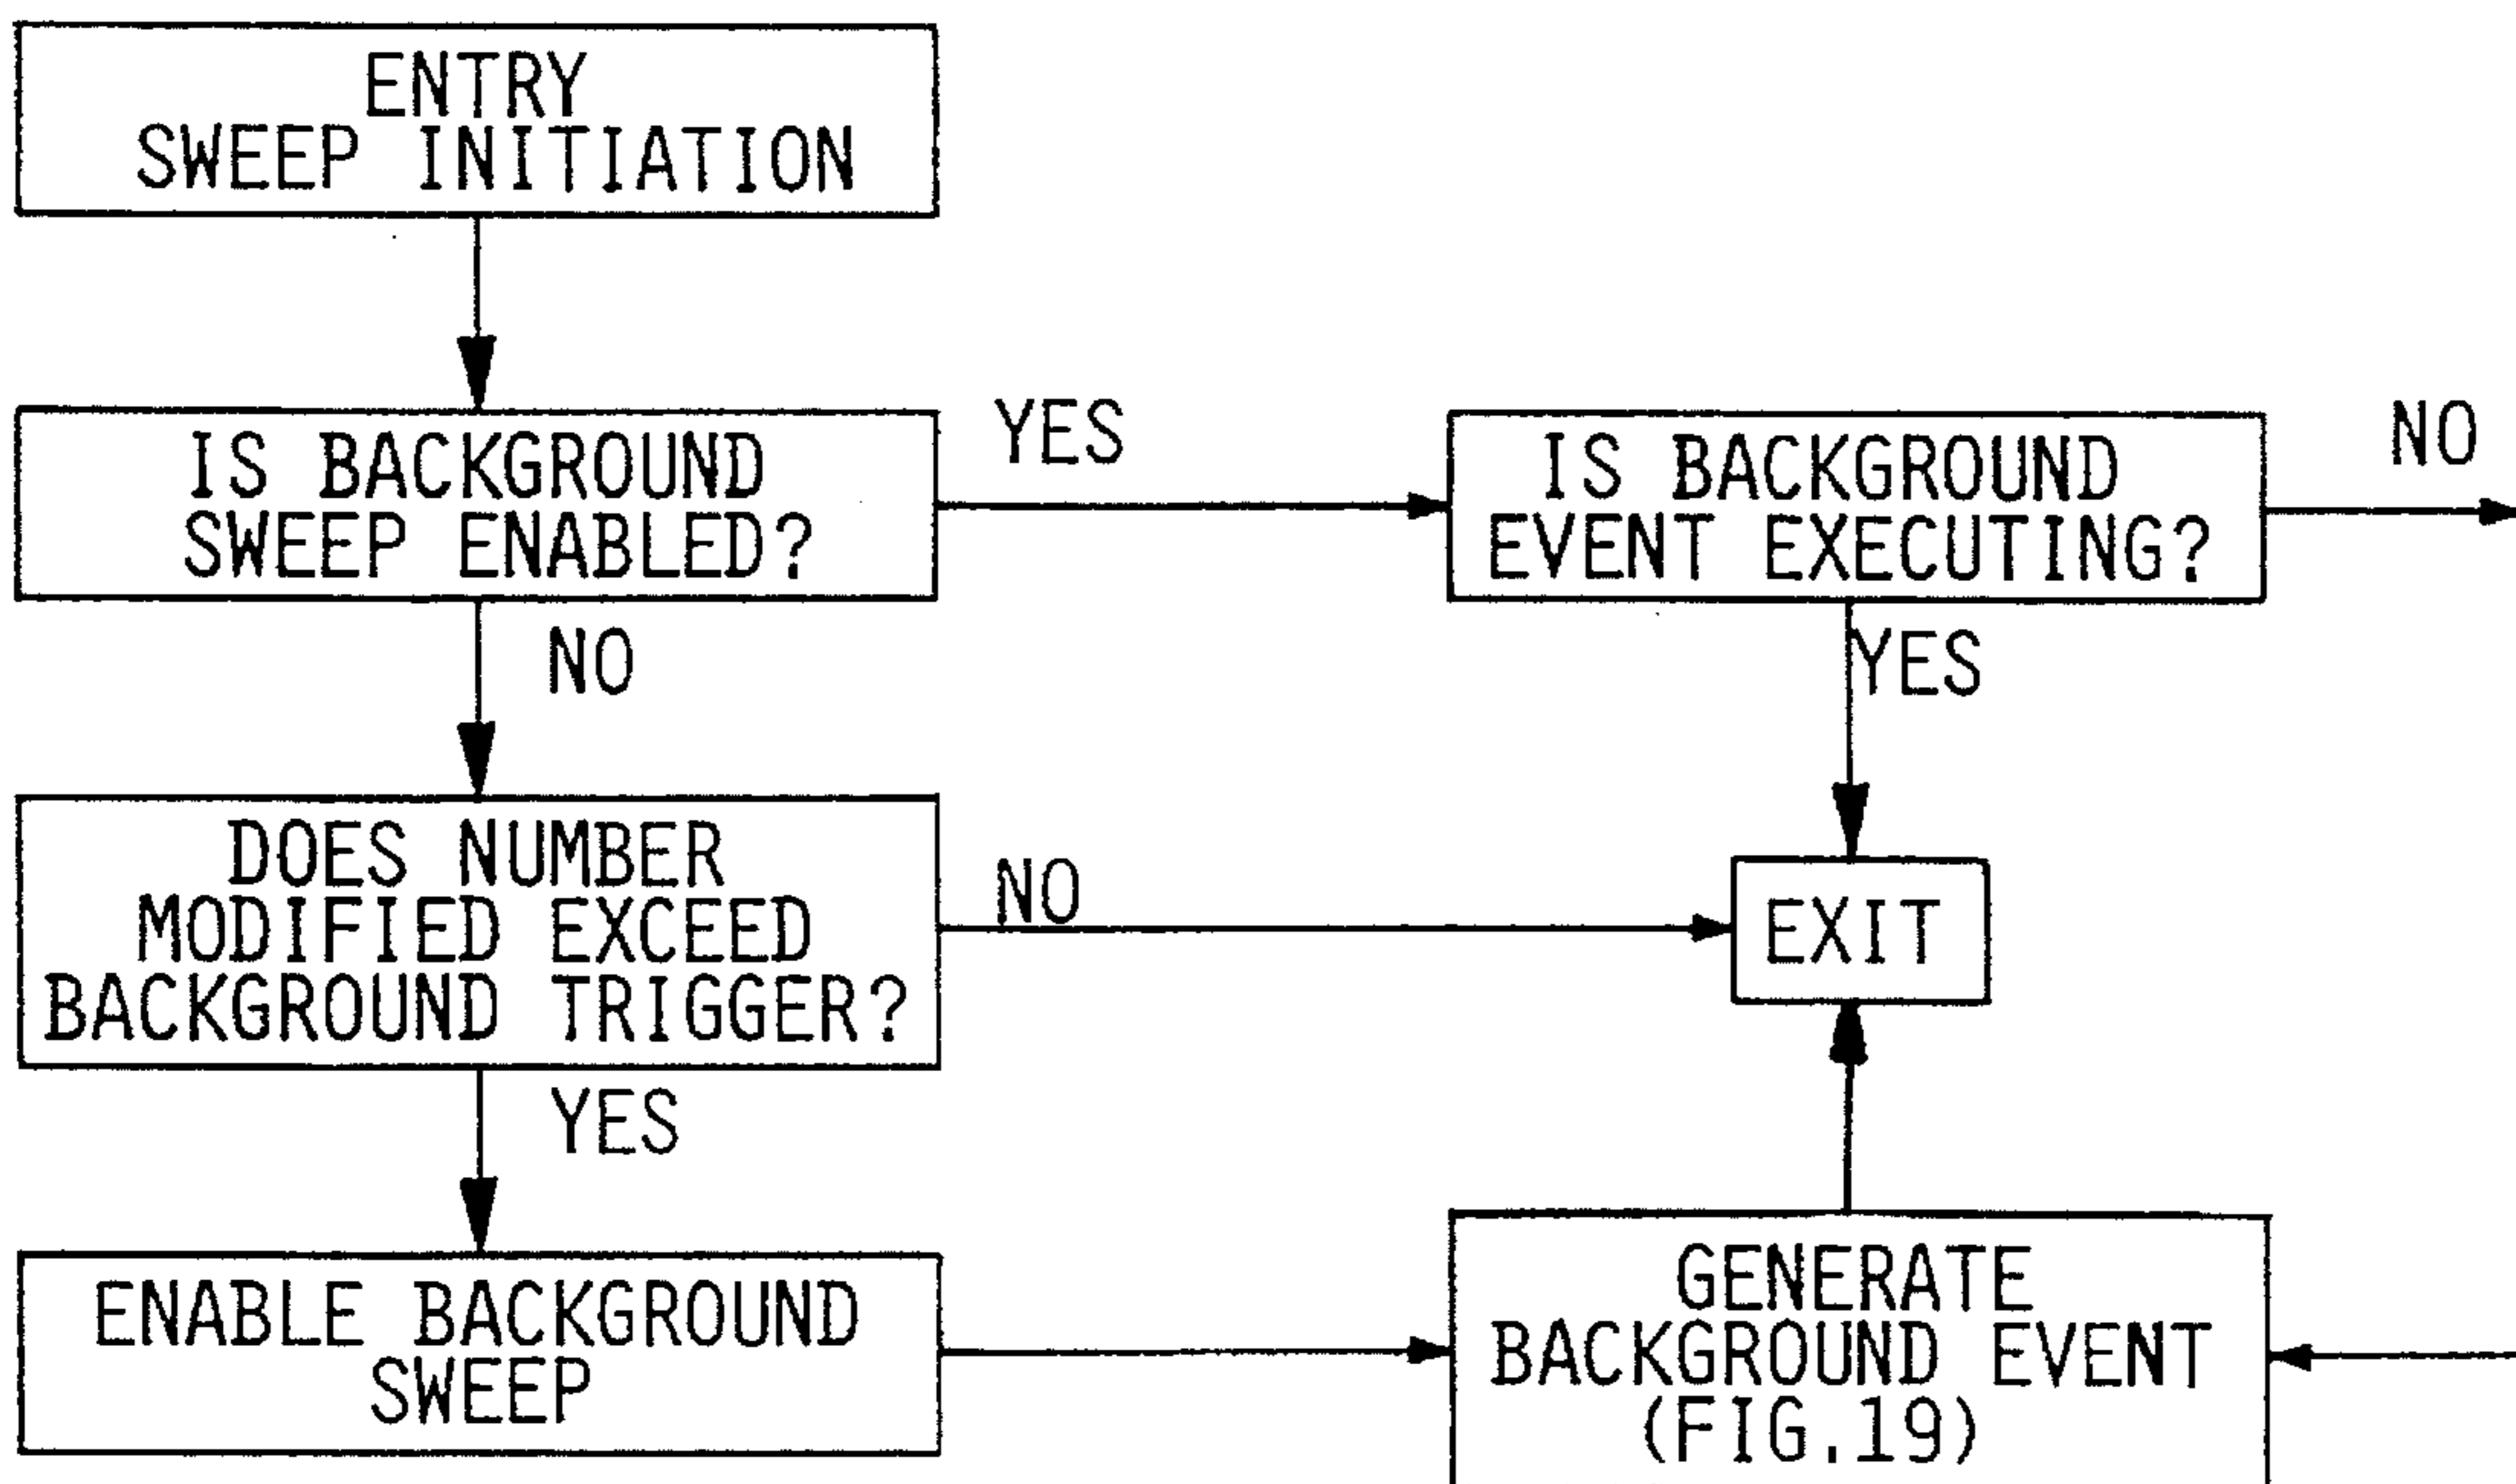 ENTRY
SWEEP INITIATION
IS BACKGROUND
SWEEP ENABLED?
YES
IS BACKGROUND
EVENT EXECUTING?
NO
NO
YES
DOES NUMBER
MODIFIED EXCEED
BACKGROUND TRIGGER?
NO
EXIT
YES
ENABLE BACKGROUND
SWEEP
GENERATE
BACKGROUND EVENT
(FIG.19)